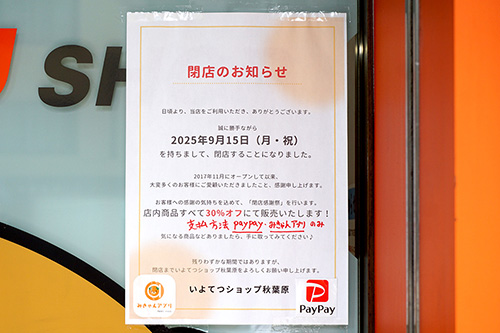 SH
閉店のお知らせ
日頃より、当店をご利用いただき、ありがとうございます。
誠に勝手ながら
2025年9月15日（月・祝）
を持ちまして、閉店することになりました。
2017年11月にオープンして以来、
大変多くのお客様にご愛顧いただきましたこと、感謝申し上げます。
お客様への感謝の気持ちを込めて、「閉店感謝祭」を行います。
店内商品すべて30%オフにて販売いたします！
支払方法 paypay・みきゃんアプリ のみ
気になる商品などありましたら、手に取ってみてください♪
残りわずかな期間ではありますが、
閉店までいよてつショップ秋葉原をよろしくお願い申し上げます。
いよてつショップ秋葉原
みきゃんアプリ
PayPay